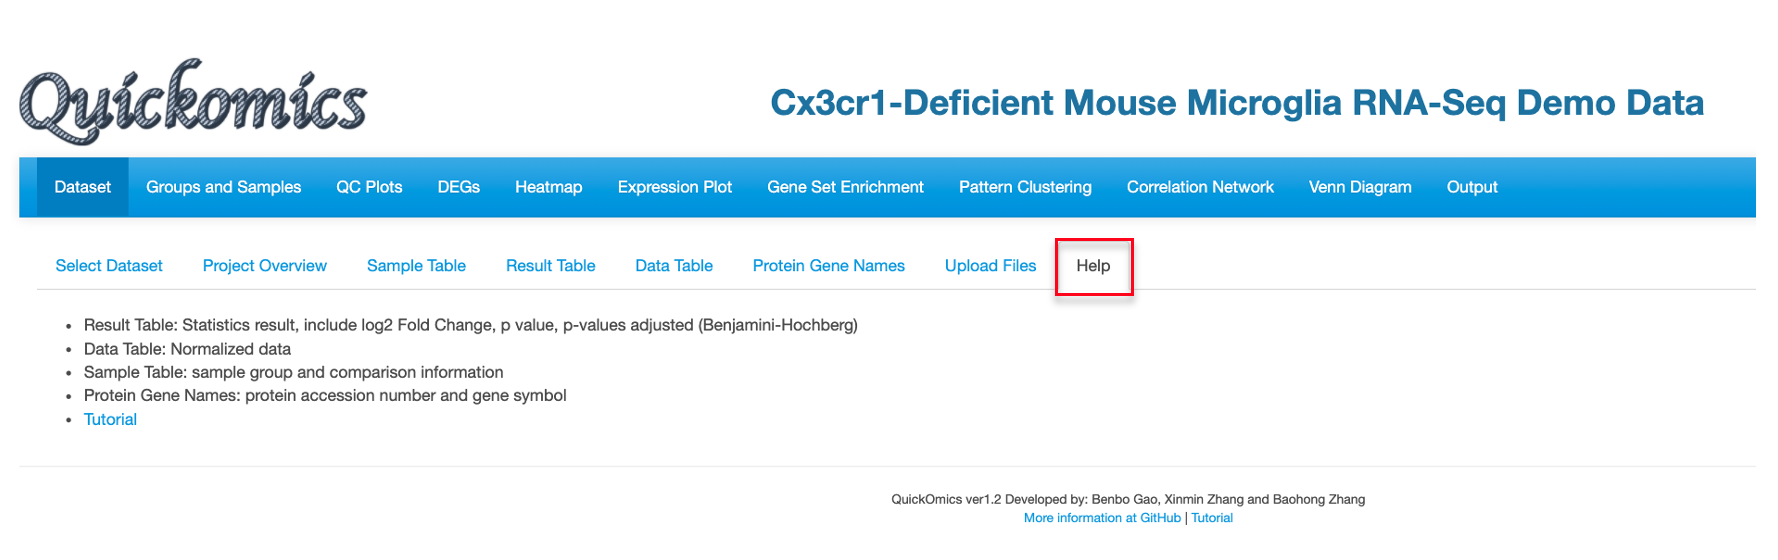 Quickomics
Cx3cr1-Deficient Mouse Microglia RNA-Seq Demo Data
Dataset Groups and Samples QC Plots DEGs Heatmap Expression Plot Gene Set Enrichment Pattern Clustering Correlation Network Venn Diagram Output
Select Dataset Project Overview Sample Table Result Table Data Table Protein Gene Names Upload Files Help
• Result Table: Statistics result, include log2 Fold Change, p value, p-values adjusted (Benjamini-Hochberg)
• Data Table: Normalized data
• Sample Table: sample group and comparison information
• Protein Gene Names: protein accession number and gene symbol
• Tutorial
QuickOmics ver1.2 Developed by: Benbo Gao, Xinmin Zhang and Baohong Zhang
More information at GitHub | Tutorial